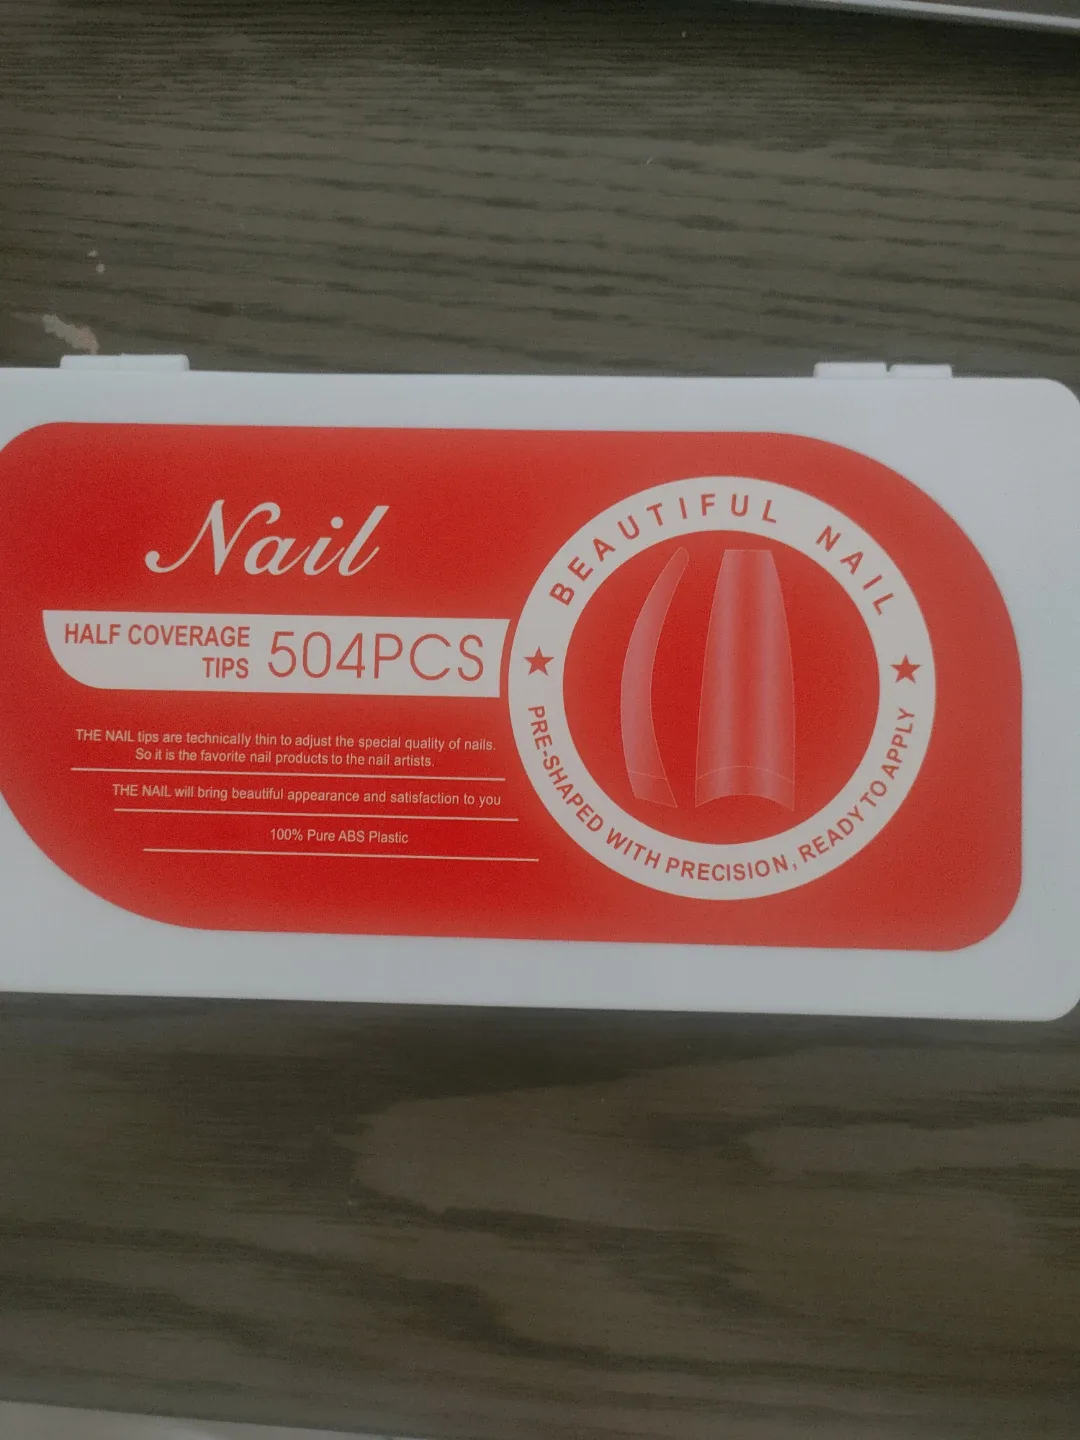 Nail
HALF COVERAGE
TIPS
504PCS
THE NAIL tips are technically thin to adjust the special quality of nails.
So it is the favorite nail products to the nail artists.
THE NAIL will bring beautiful appearance and satisfaction to you
100% Pure ABS Plastic
BEAUTIFUL NAIL
PRE-SHAPED WITH PRECISION, READY TO APPLY